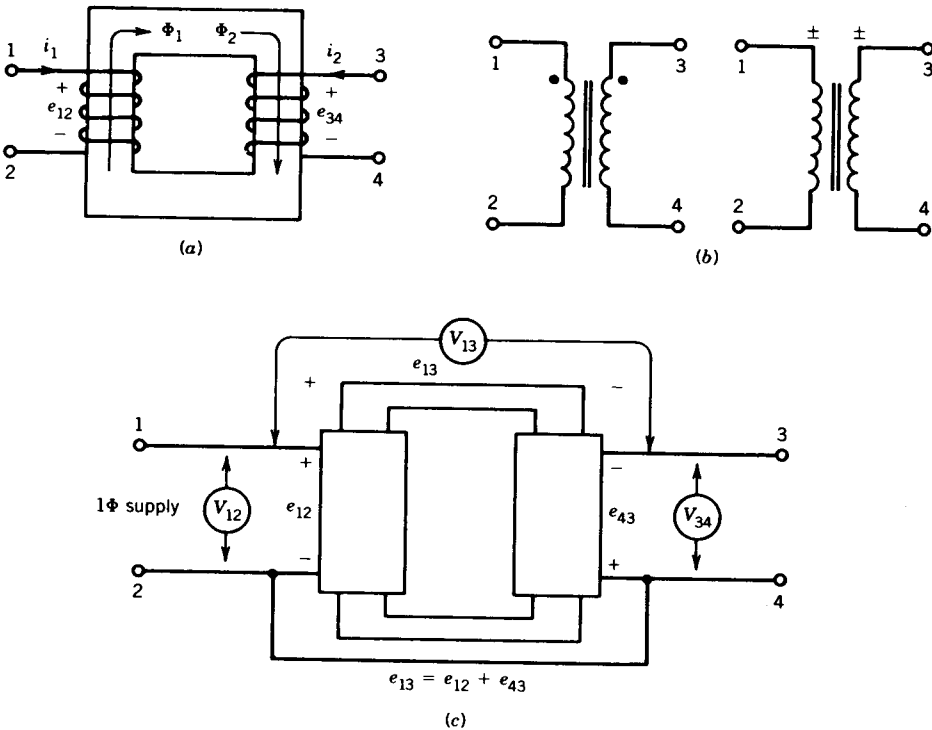 Φ₁ Φ₂
1 i₁ i₂ 3
+ +
e₁₂ e₃₄
− −
2 4
(a)
± ±
1 3 1 3
2 4 2 4
(b)
V₁₃
e₁₃
+ −
1 3
+ −
1Φ supply V₁₂ e₁₂ e₄₃ V₃₄
− +
2 4
e₁₃ = e₁₂ + e₄₃
(c)